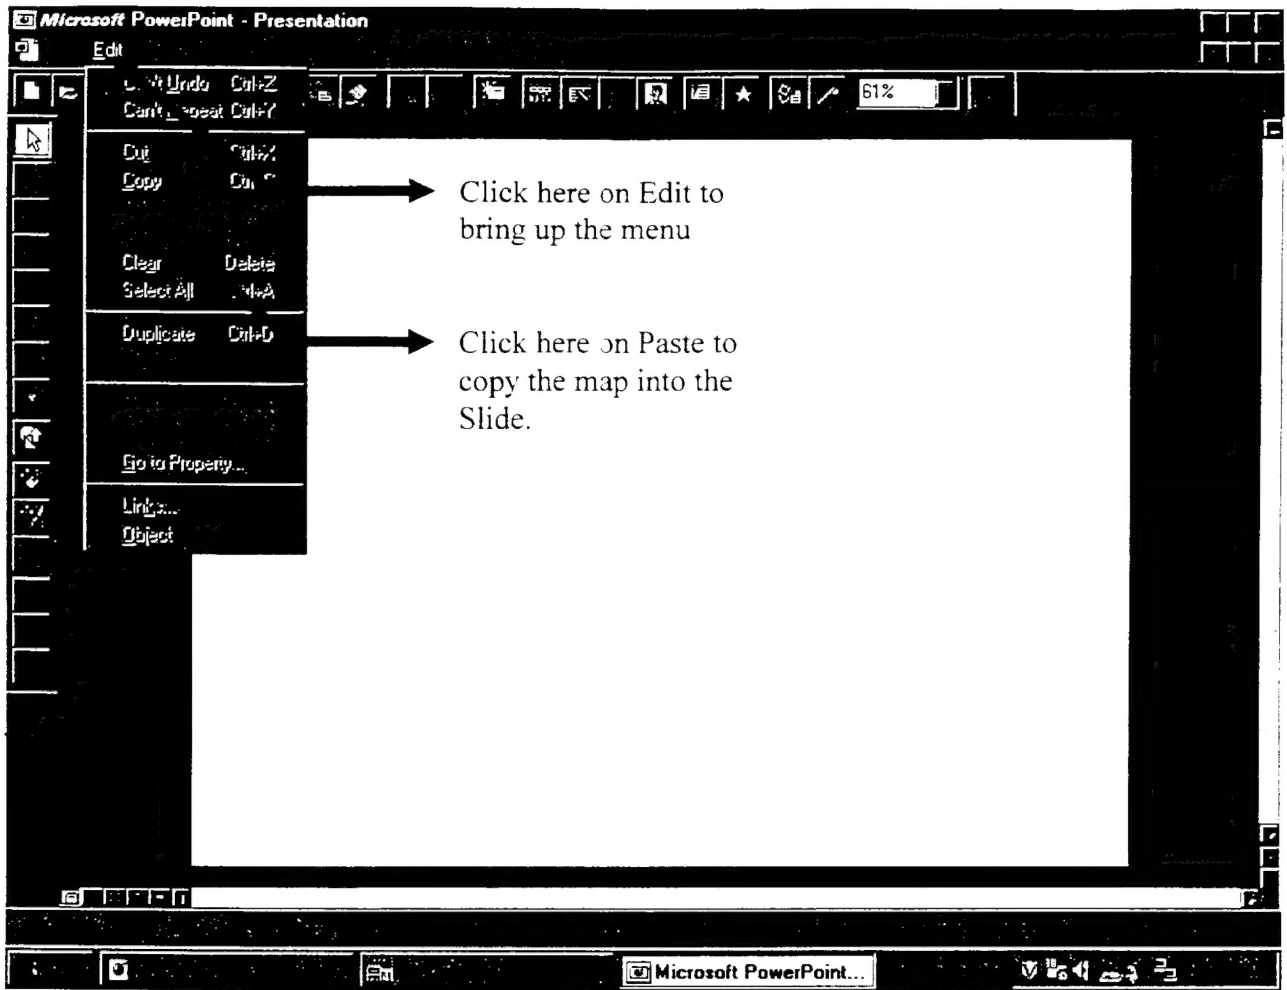 Microsoft PowerPoint - Presentation
Edit
Undo Ctrl+Z
Can't Repeat Ctrl+Y
61%
Cut Ctrl+X
Copy
Click here on Edit to
bring up the menu
Clear Delete
Select All
Duplicate Ctrl+D
Click here on Paste to
copy the map into the
Slide.
Go to Property...
Links...
Object
Microsoft PowerPoint...